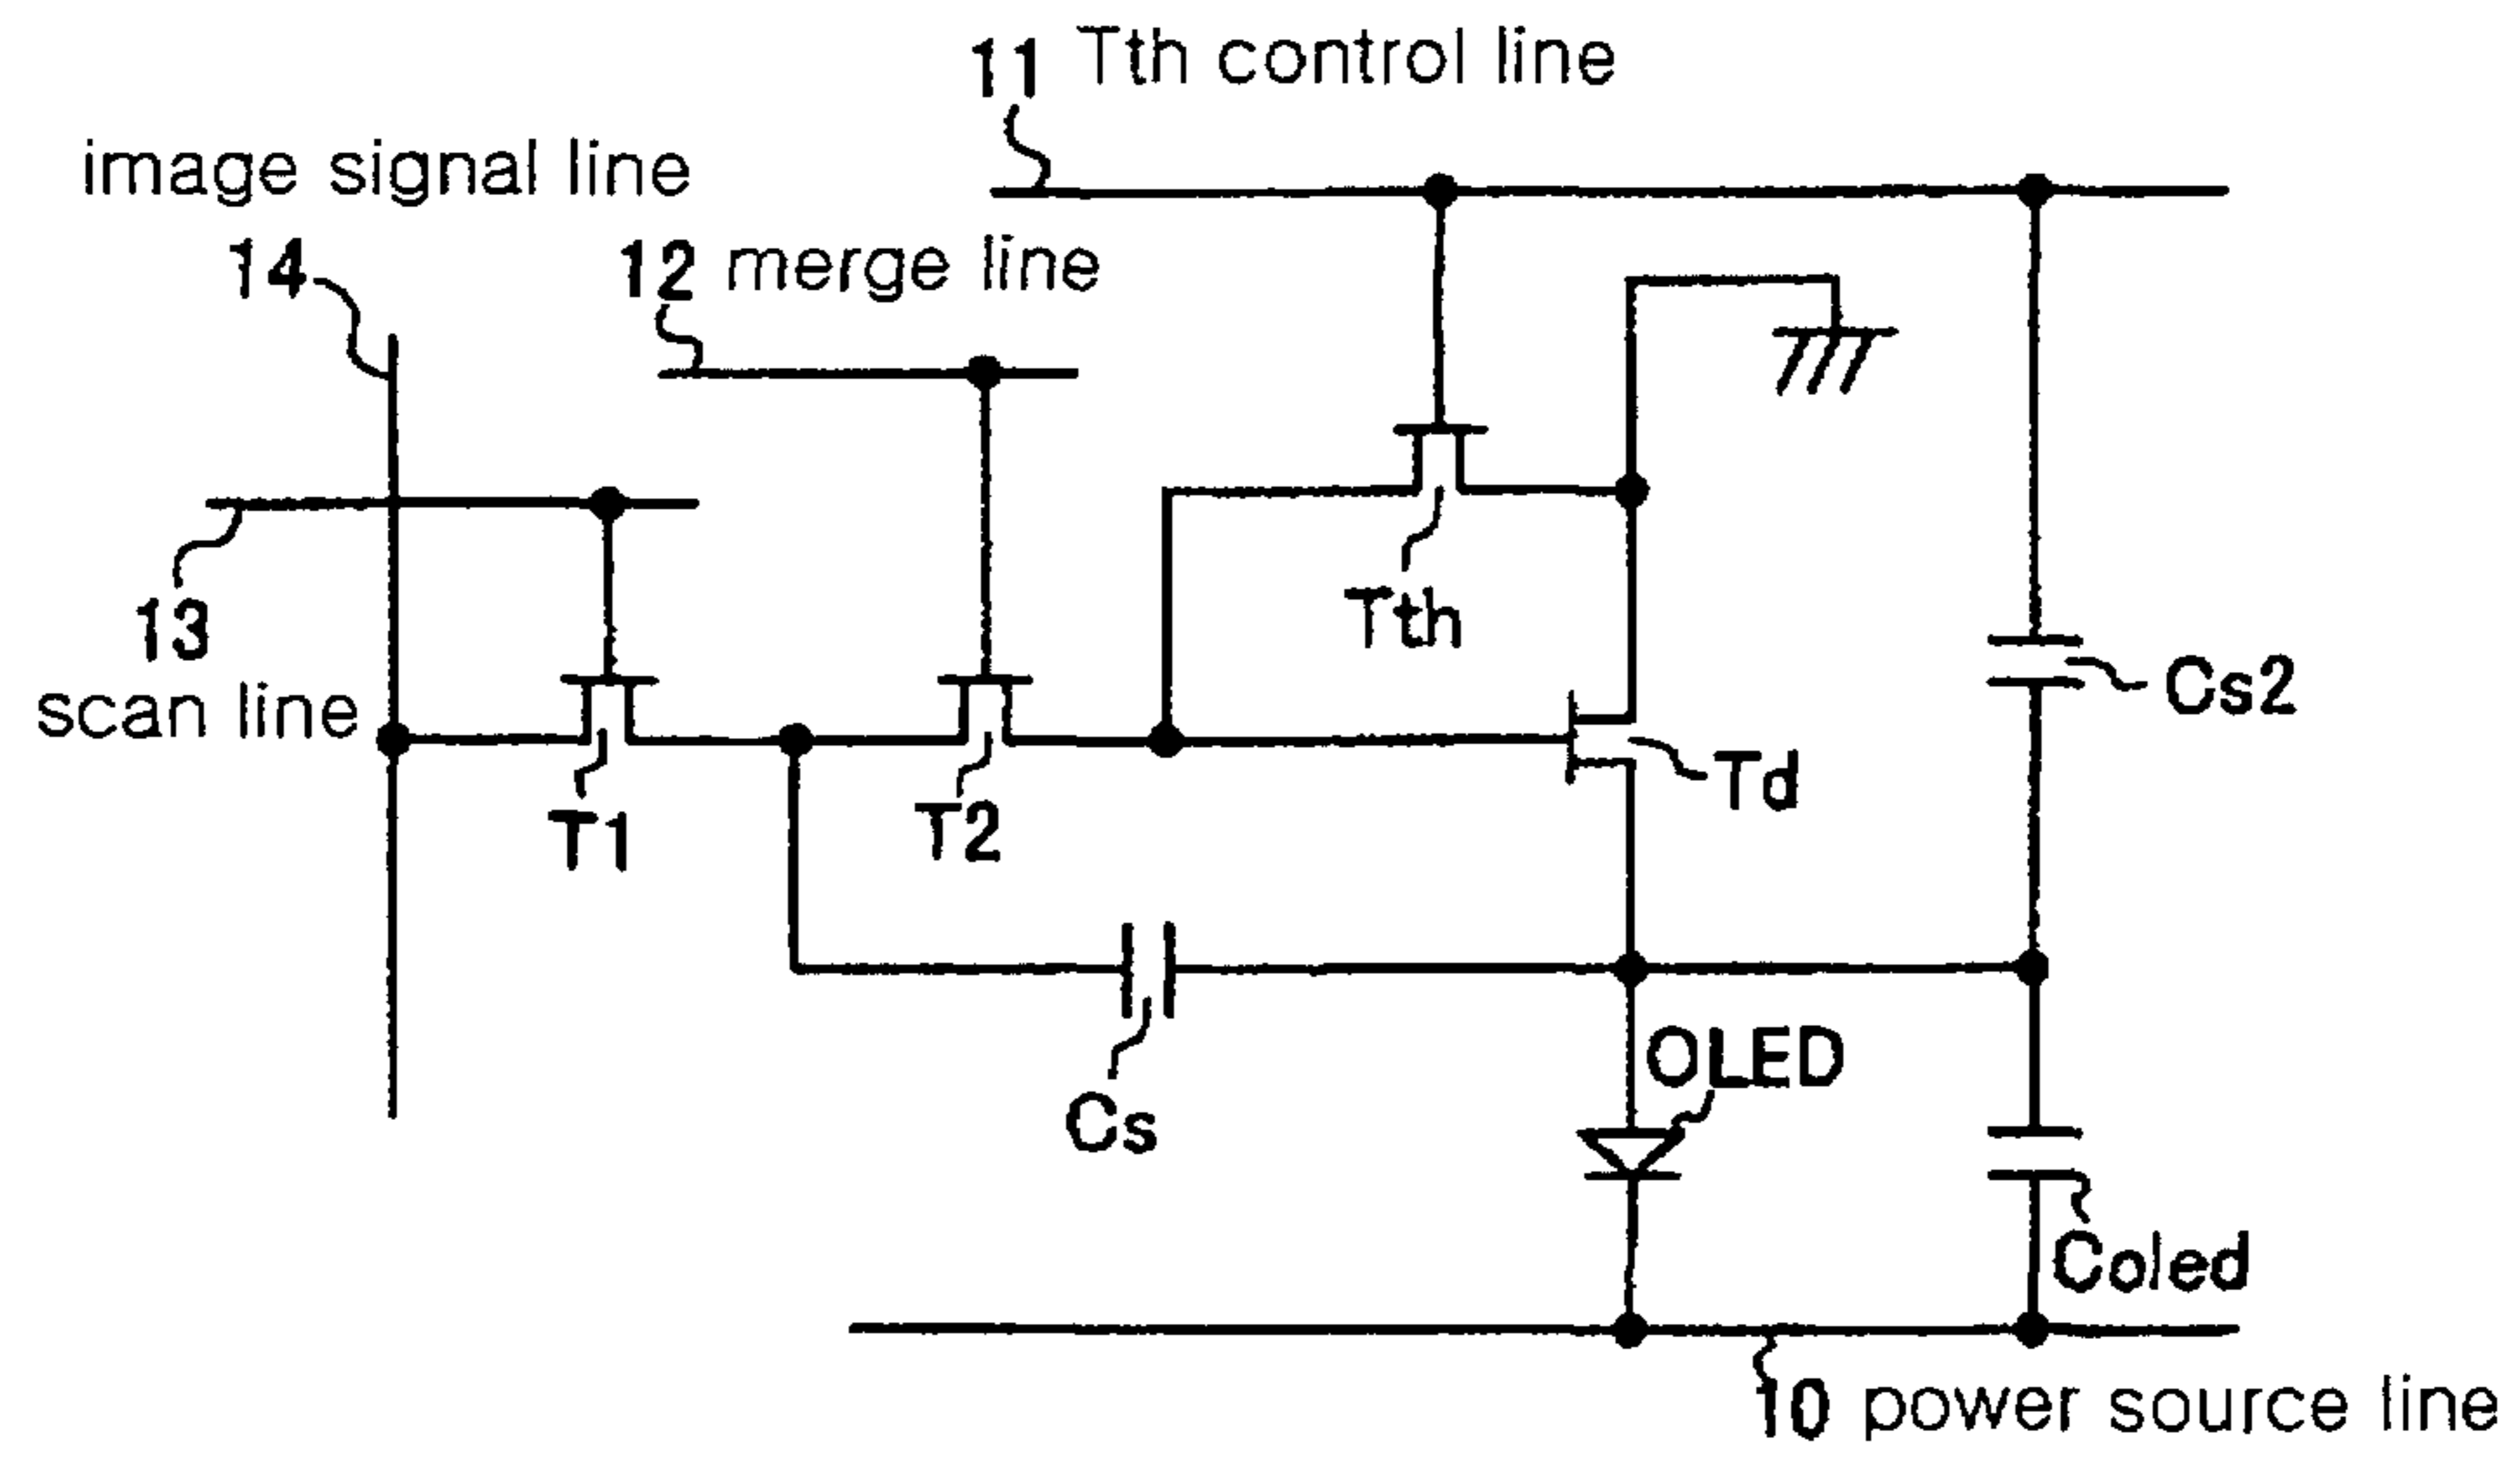 11 Tth control line
image signal line
14
12 merge line
13
scan line
Tth
Cs2
T1
T2
Td
OLED
Cs
Coled
10 power source line